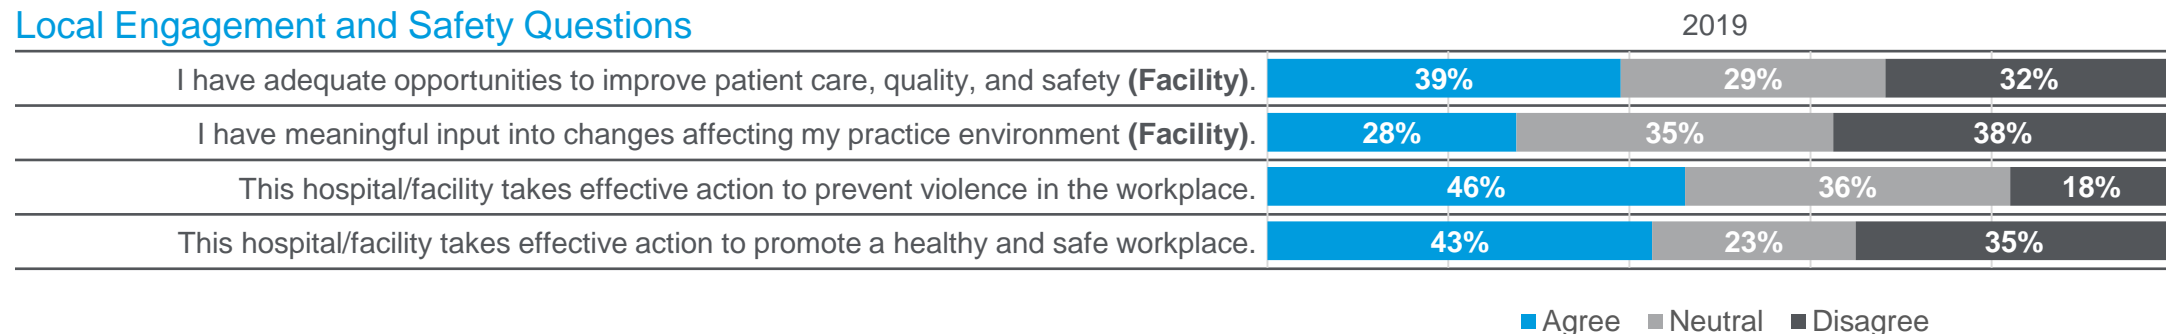 Local Engagement and Safety Questions 2019
I have adequate opportunities to improve patient care, quality, and safety (Facility). 39% 29% 32%
I have meaningful input into changes affecting my practice environment (Facility). 28% 35% 38%
This hospital/facility takes effective action to prevent violence in the workplace. 46% 36% 18%
This hospital/facility takes effective action to promote a healthy and safe workplace. 43% 23% 35%
Agree Neutral Disagree